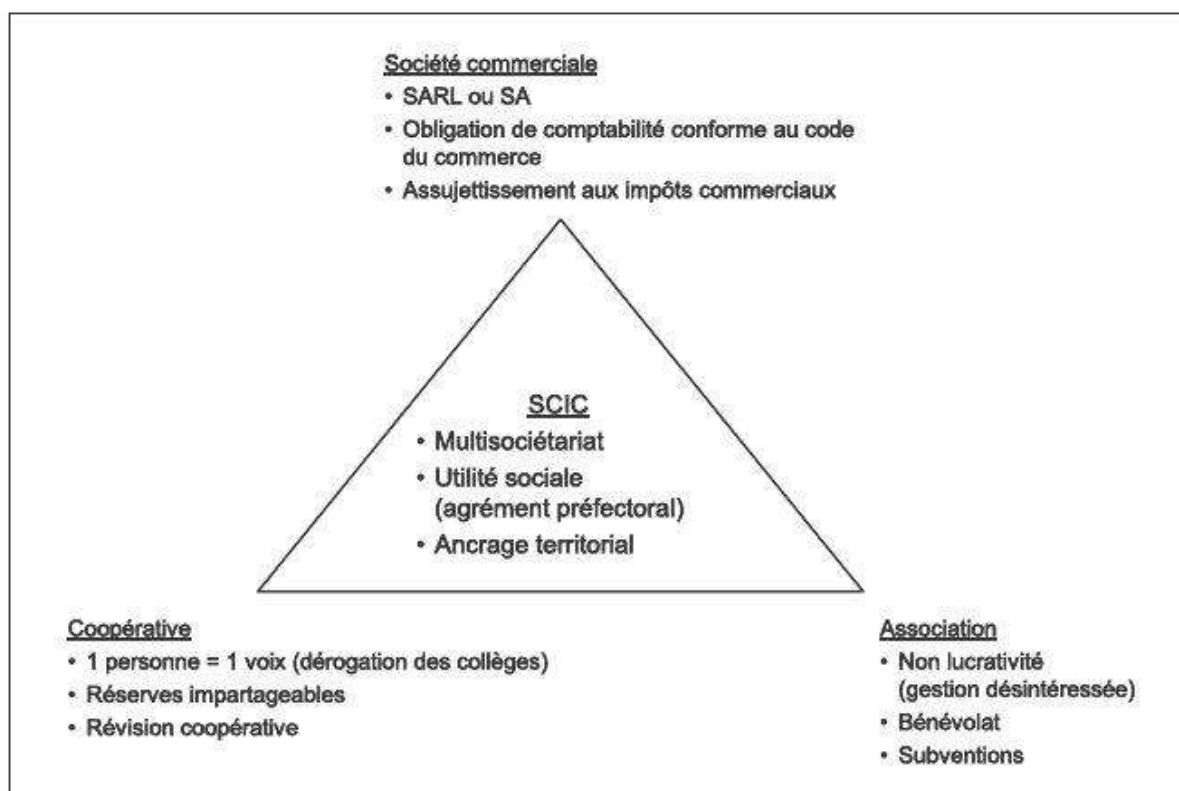 Société commerciale
• SARL ou SA
• Obligation de comptabilité conforme au code
du commerce
• Assujettissement aux impôts commerciaux
SCIC
• Multisociétariat
• Utilité sociale
(agrément préfectoral)
• Ancrage territorial
Coopérative
• 1 personne = 1 voix (dérogation des collèges)
• Réserves impartageables
• Révision coopérative
Association
• Non lucrativité
(gestion désintéressée)
• Bénévolat
• Subventions